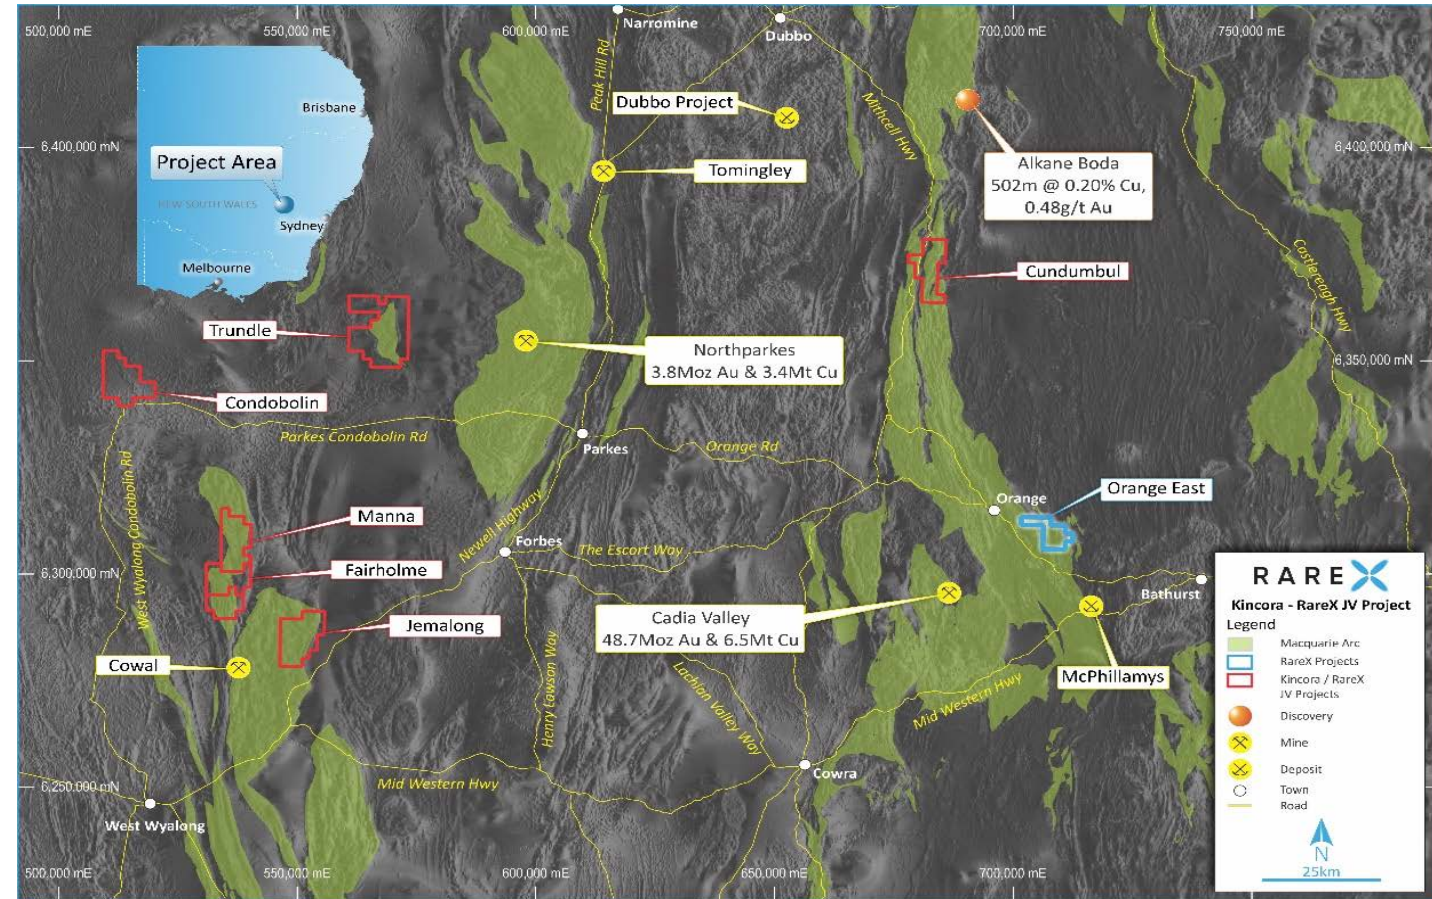 500,000 mE
550,000 mE
600,000 mE
700,000 mE
750,000 mE
Narromine
Dubbo
Peak Hill Rd
Dubbo Project
Mithcell Hwy
Brisbane
Project Area
NEW SOUTH WALES
Sydney
Melbourne
6,400,000 mN
6,400,000 mN
Tomingley
Alkane Boda
502m @ 0.20% Cu,
0.48g/t Au
Castlereagh Hwy
Cundumbul
Trundle
Northparkes
3.8Moz Au & 3.4Mt Cu
6,350,000 mN
Condobolin
Parkes Condobolin Rd
Parkes
Orange Rd
West Wyalong Condobolin Rd
Orange
Orange East
Manna
Newell Highway
Forbes
The Escort Way
Fairholme
6,300,000 mN
Jemalong
Cadia Valley
48.7Moz Au & 6.5Mt Cu
Bathurst
Cowal
Henry Lawson Way
Lachlan Valley Way
McPhillamys
Mid Western Hwy
Mid Western Hwy
Cowra
6,250,000 mN
West Wyalong
500,000 mE
550,000 mE
600,000 mE
650,000 mE
700,000 mE
RAREX
Kincora - RareX JV Project
Legend
Macquarie Arc
RareX Projects
Kincora / RareX
JV Projects
Discovery
Mine
Deposit
Town
Road
N
25km